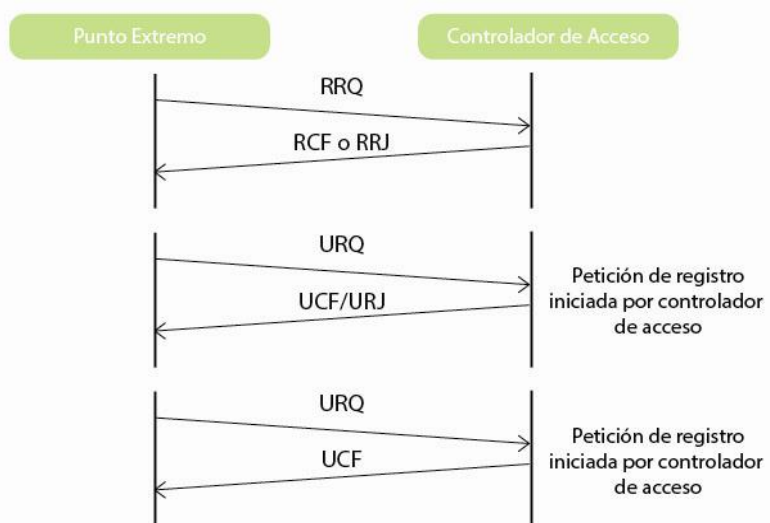 Punto Extremo
Controlador de Acceso
RRQ
RCF o RRJ
URQ
UCF/URJ
Petición de registro
iniciada por controlador
de acceso
URQ
UCF
Petición de registro
iniciada por controlador
de acceso